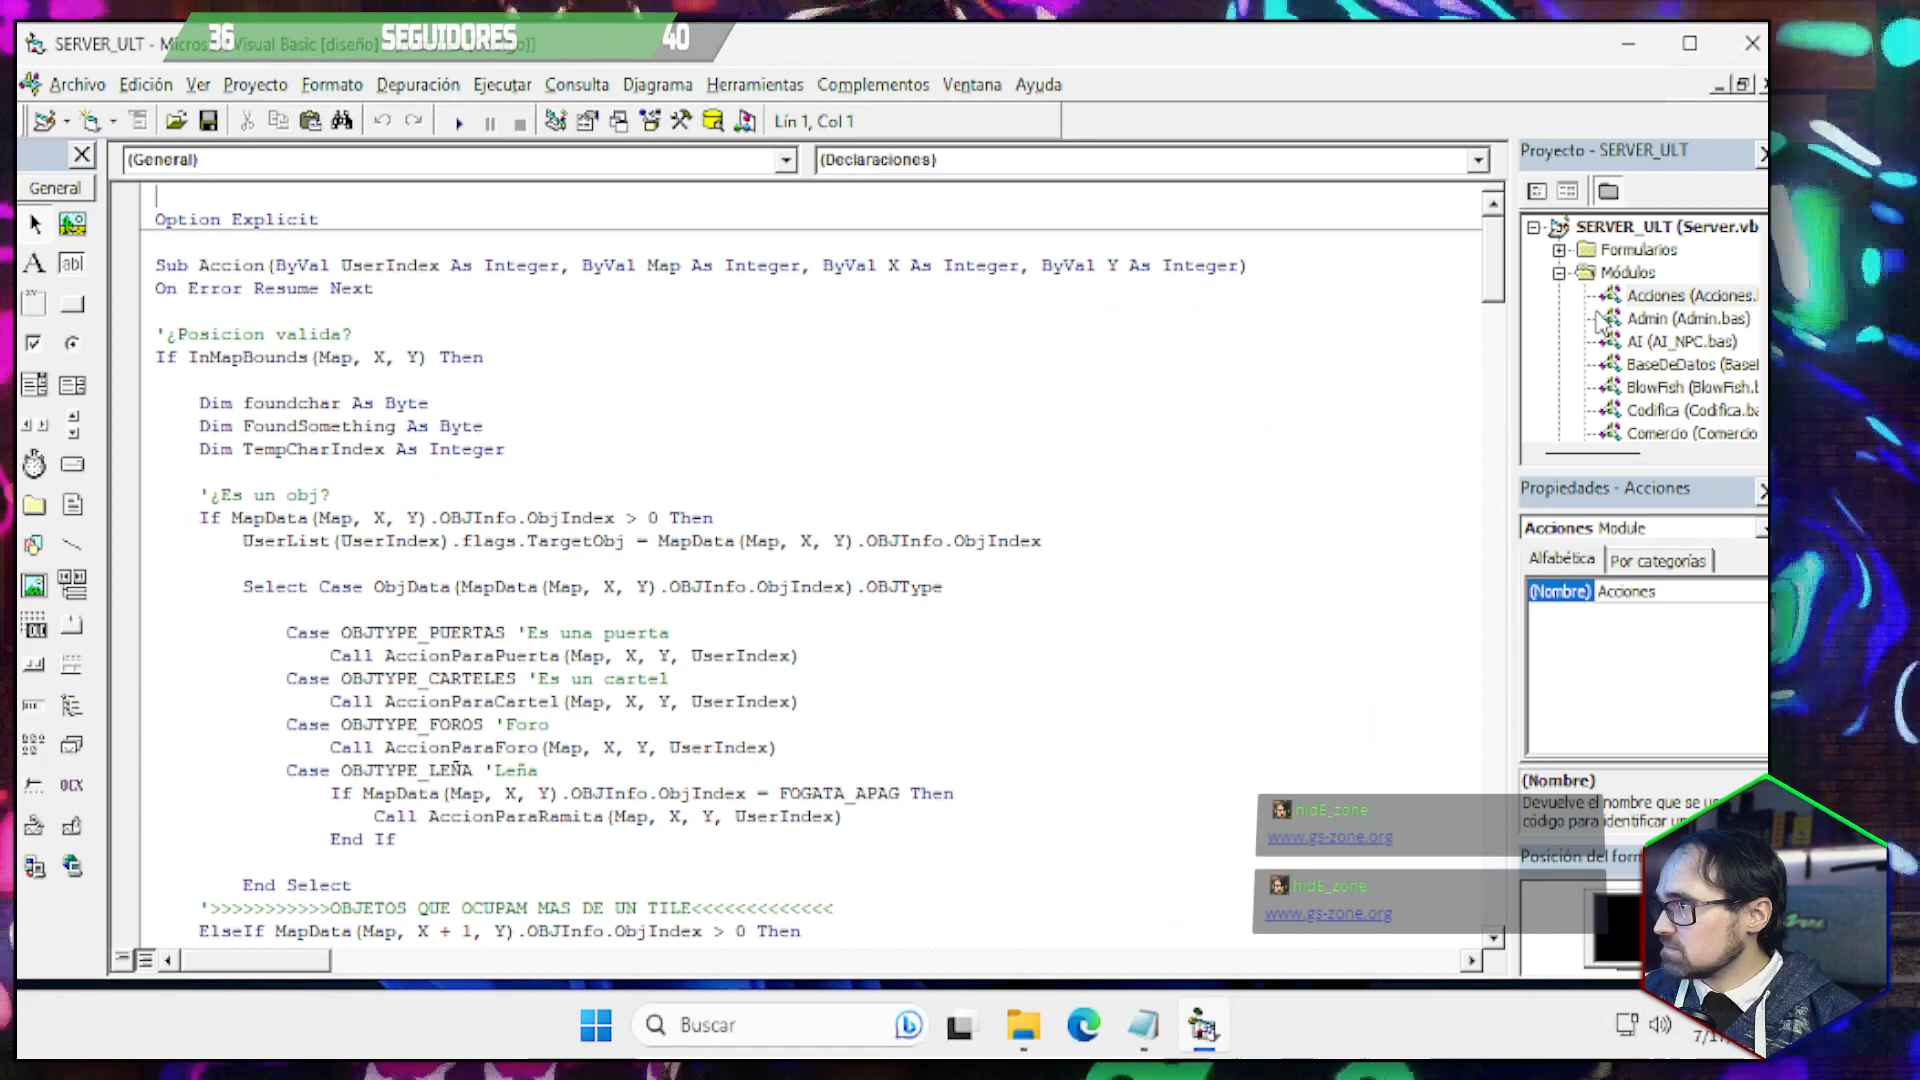 36 SEGUIDORES 40
SERVER_ULT - Micros Visual Basic [diseño]
Archivo Edición Ver Proyecto Formato Depuración Ejecutar Consulta Diagrama Herramientas Complementos Ventana Ayuda
Lín 1, Col 1
General
(General)
(Declaraciones)
Option Explicit
Sub Accion(ByVal UserIndex As Integer, ByVal Map As Integer, ByVal X As Integer, ByVal Y As Integer)
On Error Resume Next
'¿Posicion valida?
If InMapBounds(Map, X, Y) Then
Dim foundchar As Byte
Dim FoundSomething As Byte
Dim TempCharIndex As Integer
'¿Es un obj?
If MapData(Map, X, Y).OBJInfo.ObjIndex > 0 Then
UserList(UserIndex).flags.TargetObj = MapData(Map, X, Y).OBJInfo.ObjIndex
Select Case ObjData(MapData(Map, X, Y).OBJInfo.ObjIndex).OBJType
Case OBJTYPE_PUERTAS 'Es una puerta
Call AccionParaPuerta(Map, X, Y, UserIndex)
Case OBJTYPE_CARTELES 'Es un cartel
Call AccionParaCartel(Map, X, Y, UserIndex)
Case OBJTYPE_FOROS 'Foro
Call AccionParaForo(Map, X, Y, UserIndex)
Case OBJTYPE_LEÑA 'Leña
If MapData(Map, X, Y).OBJInfo.ObjIndex = FOGATA_APAG Then
Call AccionParaRamita(Map, X, Y, UserIndex)
End If
End Select
'>>>>>>>>>>>OBJETOS QUE OCUPAM MAS DE UN TILE<<<<<<<<<<<<<
ElseIf MapData(Map, X + 1, Y).OBJInfo.ObjIndex > 0 Then
Proyecto - SERVER_ULT
SERVER_ULT (Server.vb
Formularios
Módulos
Acciones (Acciones.
Admin (Admin.bas)
AI (AI_NPC.bas)
BaseDeDatos (Basel
BlowFish (BlowFish.b
Codifica (Codifica.ba
Comercio (Comercio
Propiedades - Acciones
Acciones Module
Alfabética Por categorías
(Nombre) Acciones
(Nombre)
Devuelve el nombre que se u
código para identificar u
Posición del form
hidE_zone
www.gs-zone.org
hidE_zone
www.gs-zone.org
Buscar